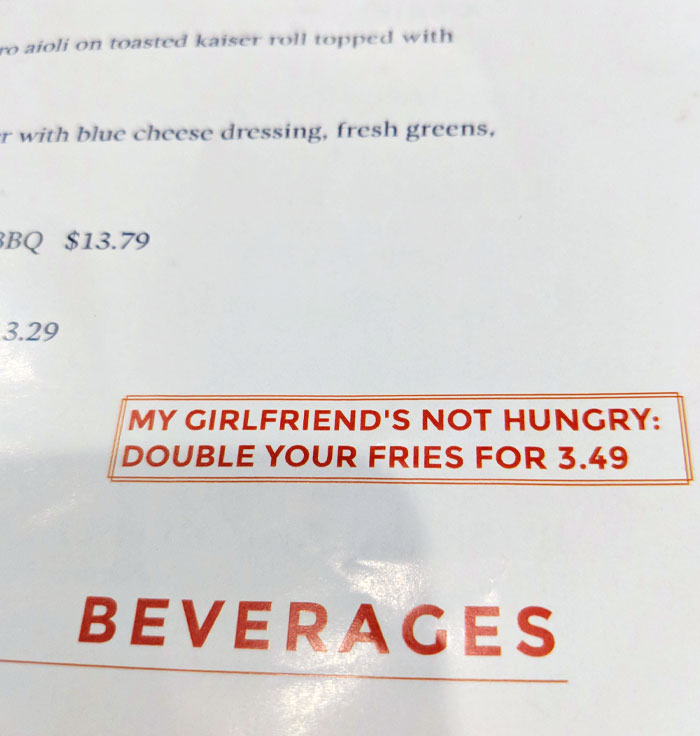 aioli on toasted kaiser roll topped with
with blue cheese dressing, fresh greens,
BBQ $13.79
3.29
MY GIRLFRIEND'S NOT HUNGRY:
DOUBLE YOUR FRIES FOR 3.49
BEVERAGES